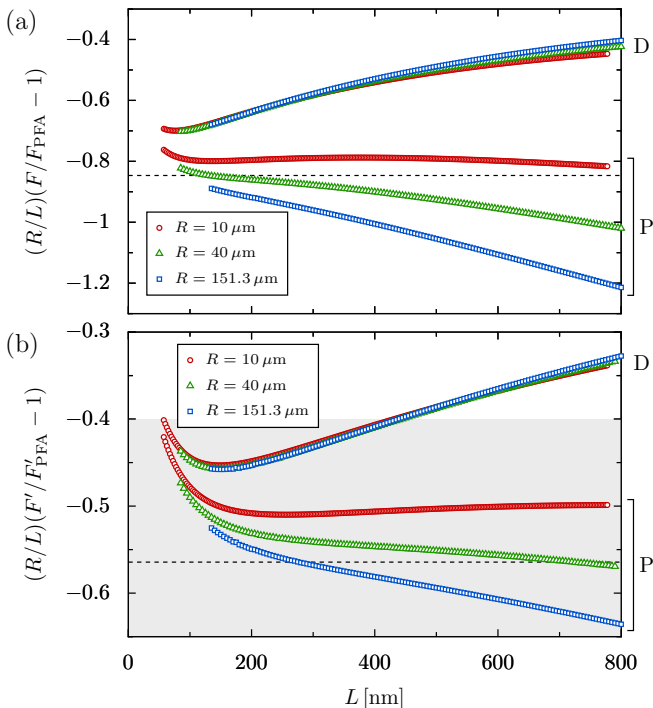 (a)
−0.4
−0.6
−0.8
−1
−1.2
(R/L)(F/F_PFA − 1)
R = 10 μm
R = 40 μm
R = 151.3 μm
D
P
(b)
−0.3
−0.4
−0.5
−0.6
(R/L)(F′/F′_PFA − 1)
R = 10 μm
R = 40 μm
R = 151.3 μm
D
P
0 200 400 600 800
L [nm]